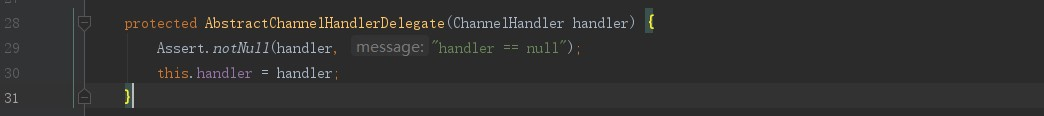 28 protected AbstractChannelHandlerDelegate(ChannelHandler handler) {
29 Assert.notNull(handler, message: "handler == null");
30 this.handler = handler;
31 }